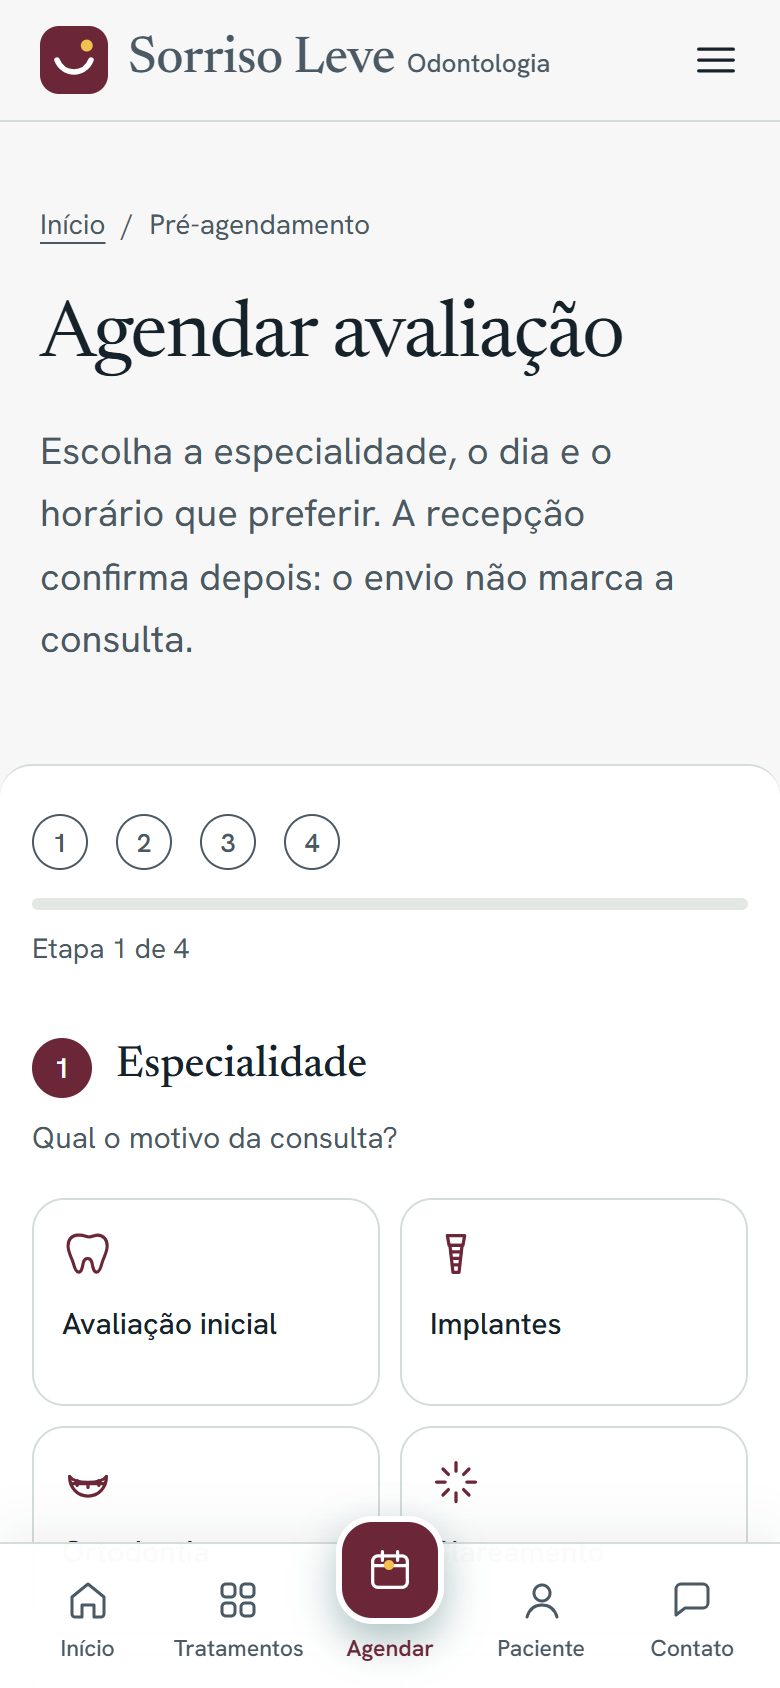 Sorriso Leve Odontologia
Início / Pré-agendamento
Agendar avaliação
Escolha a especialidade, o dia e o
horário que preferir. A recepção
confirma depois: o envio não marca a
consulta.
1 2 3 4
Etapa 1 de 4
1 Especialidade
Qual o motivo da consulta?
Avaliação inicial
Implantes
Ortodontia
Início
Tratamentos
Agendar
Paciente
Contato